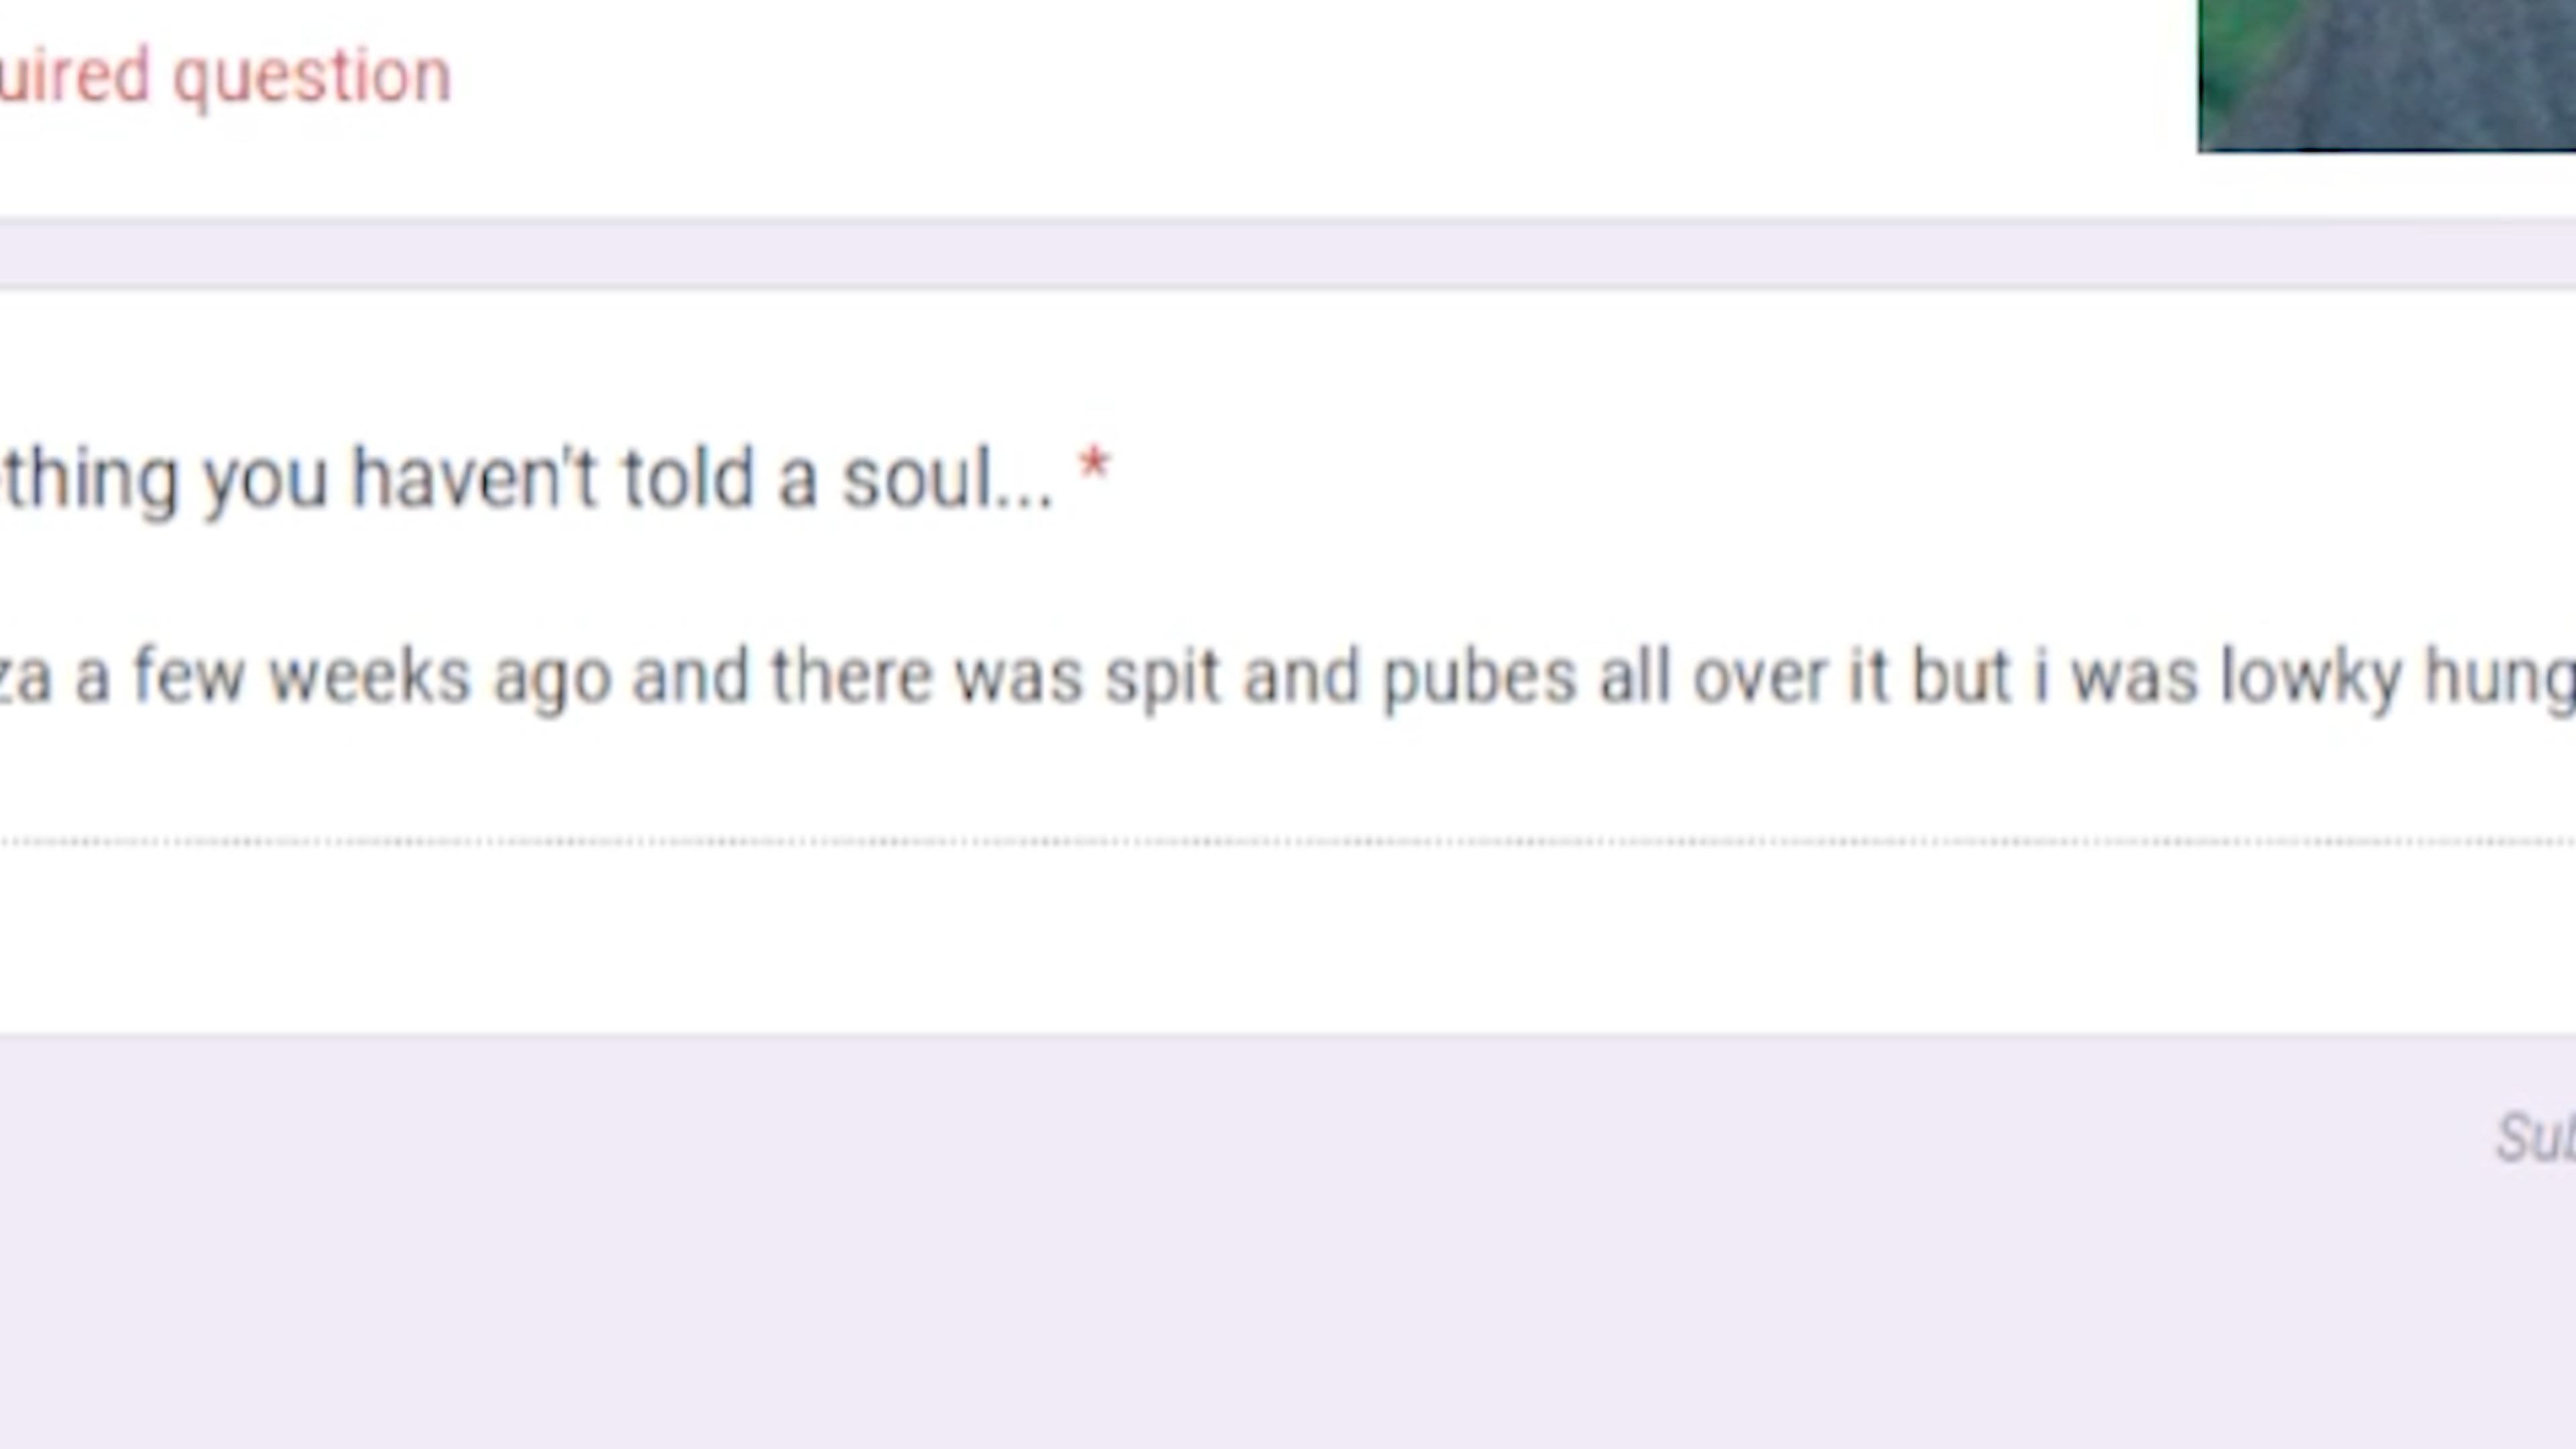 uired question
thing you haven't told a soul... *
za a few weeks ago and there was spit and pubes all over it but i was lowky hung
Sub